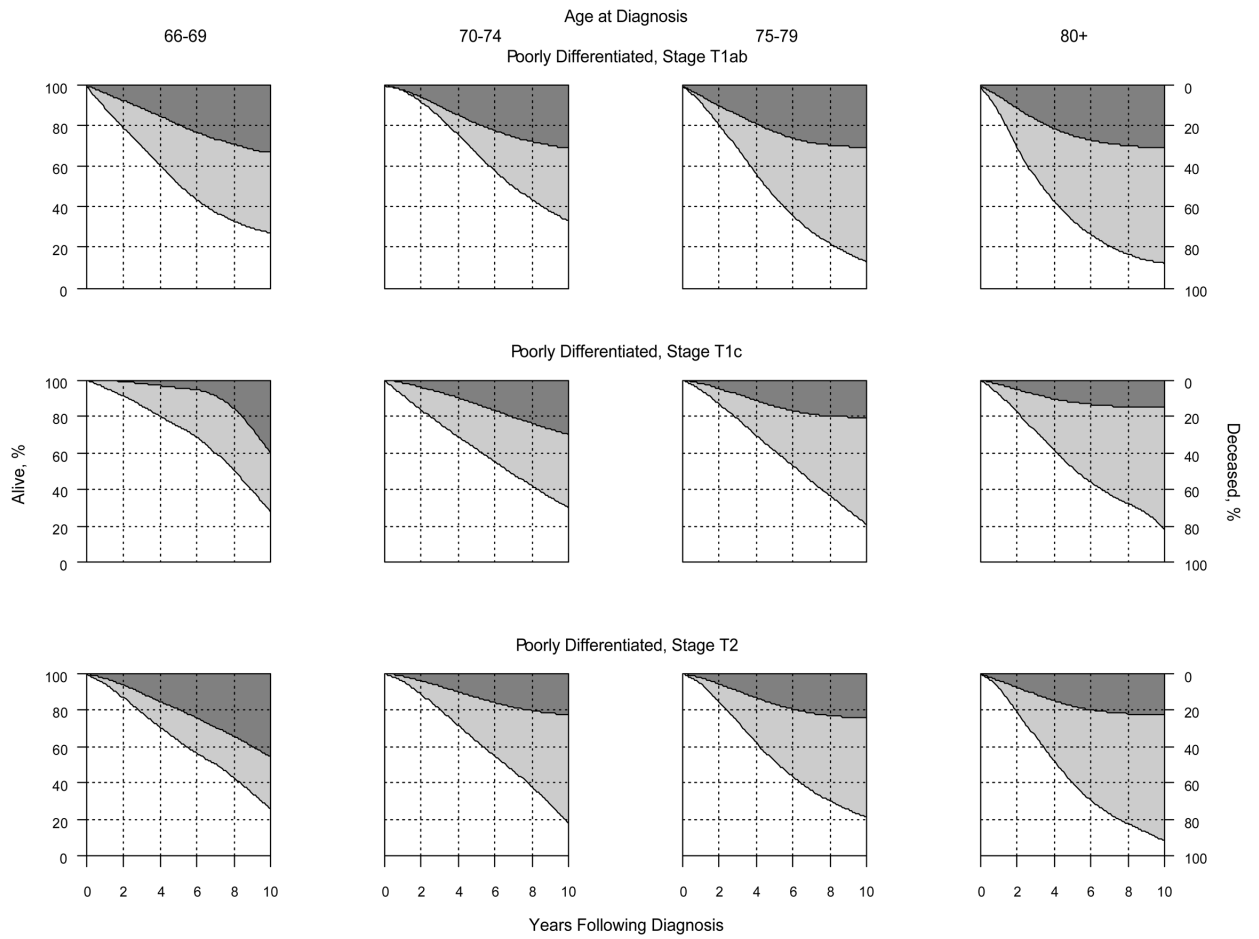 Age at Diagnosis
66-69 70-74 75-79 80+
Poorly Differentiated, Stage T1ab
100 0
80 20
60 40
40 60
20 80
0 100
Poorly Differentiated, Stage T1c
100 0
80 20
60 40
40 60
20 80
0 100
Alive, %
Deceased, %
Poorly Differentiated, Stage T2
100 0
80 20
60 40
40 60
20 80
0 100
0 2 4 6 8 10 0 2 4 6 8 10 0 2 4 6 8 10 0 2 4 6 8 10
Years Following Diagnosis